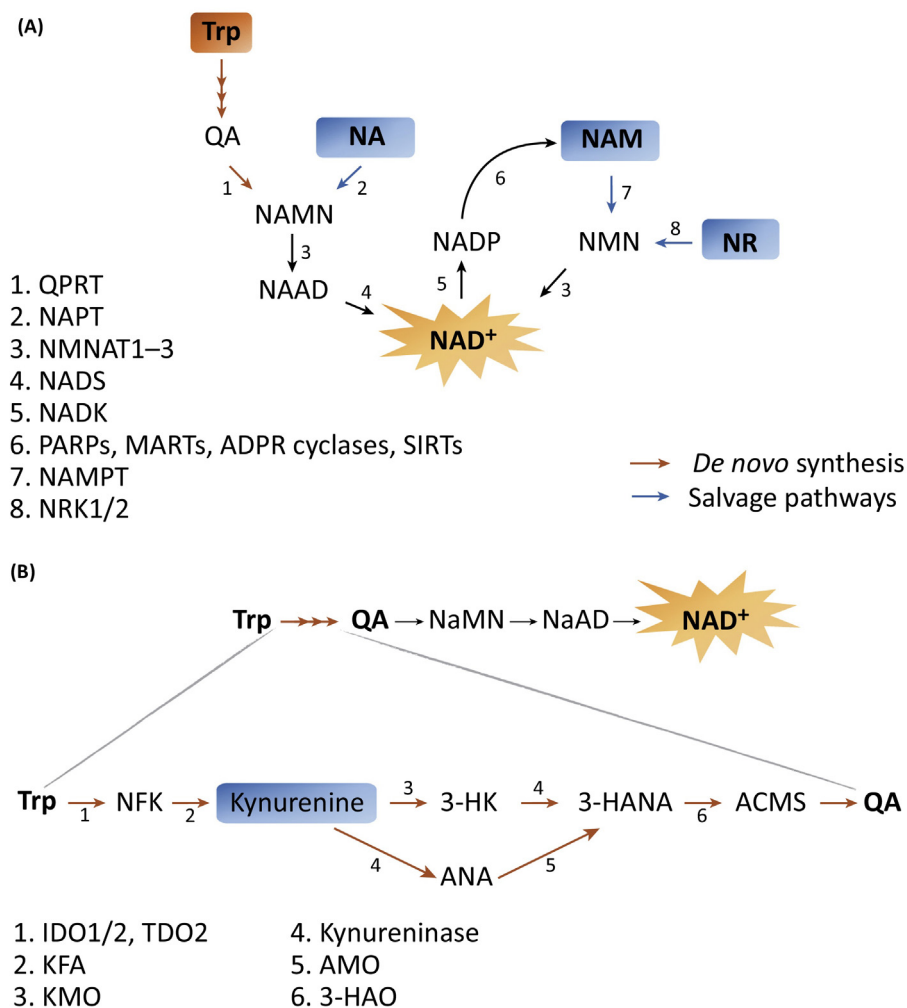 (A)
Trp
QA
NA
NAM
1
2
6
7
NAMN
NADP
NMN
8
NR
3
NAAD
4
5
3
NAD+
1. QPRT
2. NAPT
3. NMNAT1–3
4. NADS
5. NADK
6. PARPs, MARTs, ADPR cyclases, SIRTs
7. NAMPT
8. NRK1/2
De novo synthesis
Salvage pathways
(B)
Trp QA NaMN NaAD NAD+
Trp 1 NFK 2 Kynurenine 3 3-HK 4 3-HANA 6 ACMS QA
4 ANA 5
1. IDO1/2, TDO2
2. KFA
3. KMO
4. Kynureninase
5. AMO
6. 3-HAO